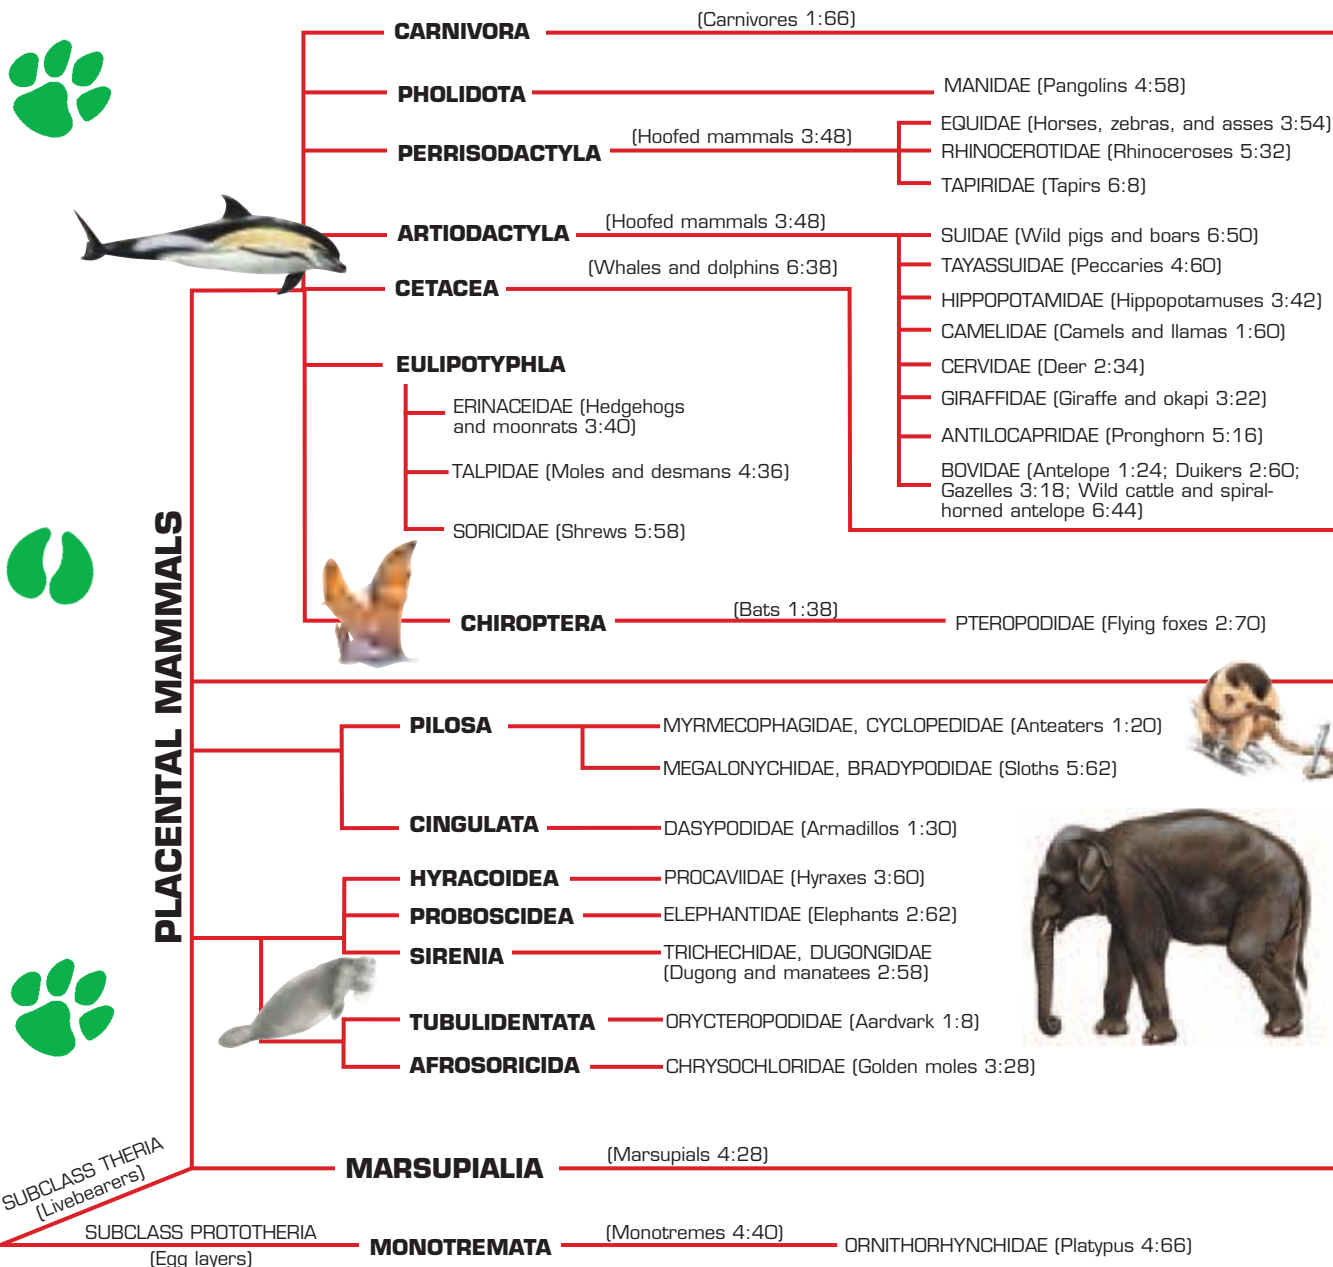 (Carnivores 1:66)
CARNIVORA
PHOLIDOTA
MANIDAE (Pangolins 4:58)
PERRISODACTYLA
(Hoofed mammals 3:48)
EQUIDAE (Horses, zebras, and asses 3:54)
RHINOCEROTIDAE (Rhinoceroses 5:32)
TAPIRIDAE (Tapirs 6:8)
ARTIODACTYLA
(Hoofed mammals 3:48)
SUIDAE (Wild pigs and boars 6:50)
TAYASSUIDAE (Peccaries 4:60)
HIPPOPOTAMIDAE (Hippopotamuses 3:42)
CAMELIDAE (Camels and llamas 1:60)
CERVIDAE (Deer 2:34)
GIRAFFIDAE (Giraffe and okapi 3:22)
ANTILOCAPRIDAE (Pronghorn 5:16)
BOVIDAE (Antelope 1:24; Duikers 2:60;
Gazelles 3:18; Wild cattle and spiral-
horned antelope 6:44)
CETACEA
(Whales and dolphins 6:38)
EULIPOTYPHLA
ERINACEIDAE (Hedgehogs
and moonrats 3:40)
TALPIDAE (Moles and desmans 4:36)
SORICIDAE (Shrews 5:58)
CHIROPTERA
(Bats 1:38)
PTEROPODIDAE (Flying foxes 2:70)
PLACENTAL MAMMALS
PILOSA
MYRMECOPHAGIDAE, CYCLOPEDIDAE (Anteaters 1:20)
MEGALONYCHIDAE, BRADYPODIDAE (Sloths 5:62)
CINGULATA
DASYPODIDAE (Armadillos 1:30)
HYRACOIDEA
PROCAVIIDAE (Hyraxes 3:60)
PROBOSCIDEA
ELEPHANTIDAE (Elephants 2:62)
SIRENIA
TRICHECHIDAE, DUGONGIDAE
(Dugong and manatees 2:58)
TUBULIDENTATA
ORYCTEROPODIDAE (Aardvark 1:8)
AFROSORICIDA
CHRYSOCHLORIDAE (Golden moles 3:28)
SUBCLASS THERIA
(Livebearers)
MARSUPIALIA
(Marsupials 4:28)
SUBCLASS PROTOTHERIA
(Egg layers)
MONOTREMATA
(Monotremes 4:40)
ORNITHORHYNCHIDAE (Platypus 4:66)